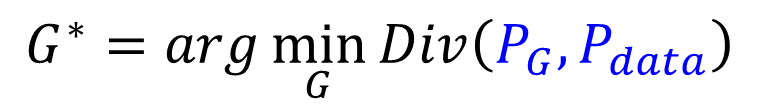 G* = arg min_G Div(P_G, P_data)